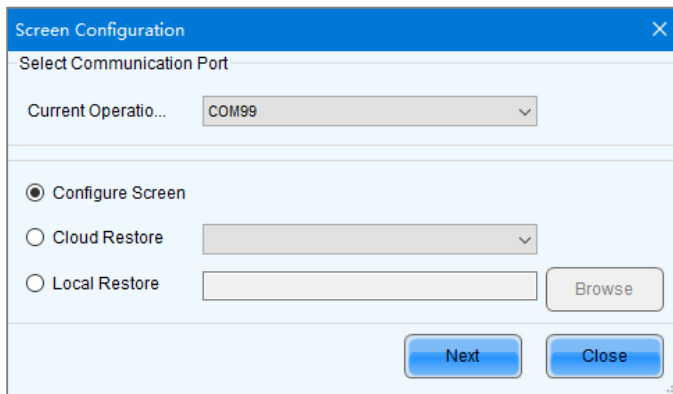 Screen Configuration
Select Communication Port
Current Operatio... COM99
Configure Screen
Cloud Restore
Local Restore Browse
Next Close